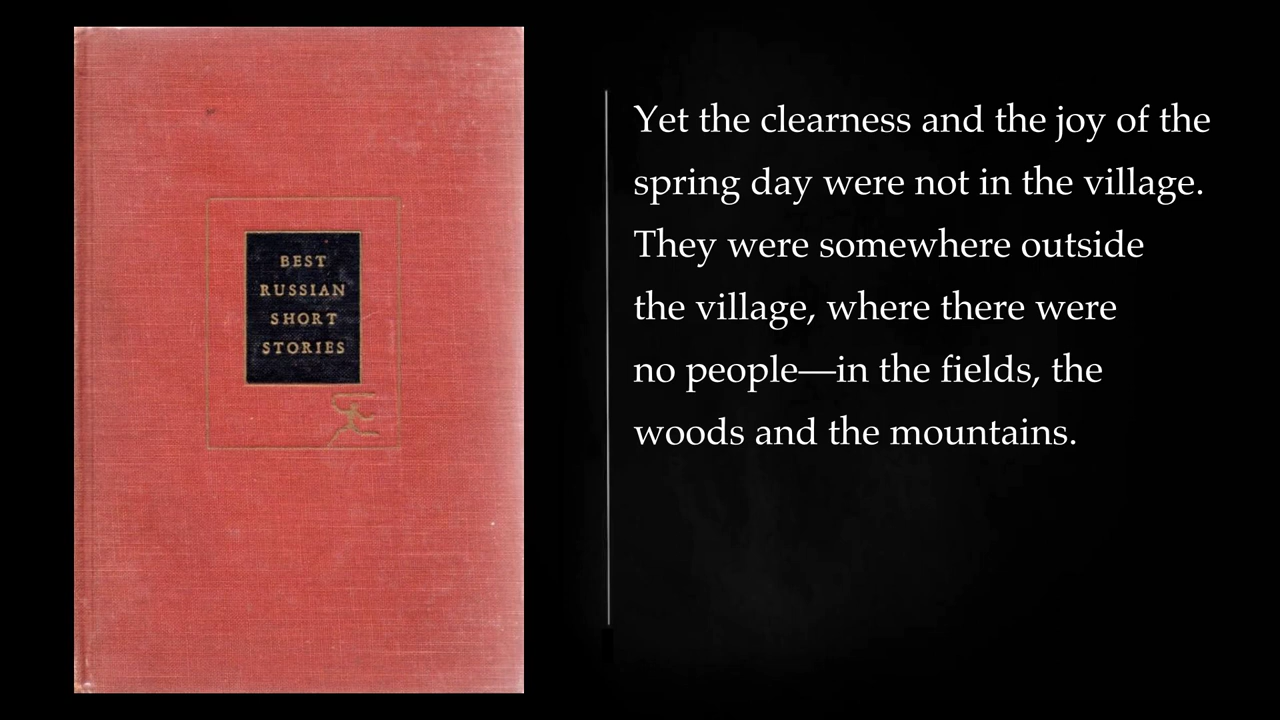 BEST
RUSSIAN
SHORT
STORIES
Yet the clearness and the joy of the
spring day were not in the village.
They were somewhere outside
the village, where there were
no people—in the fields, the
woods and the mountains.